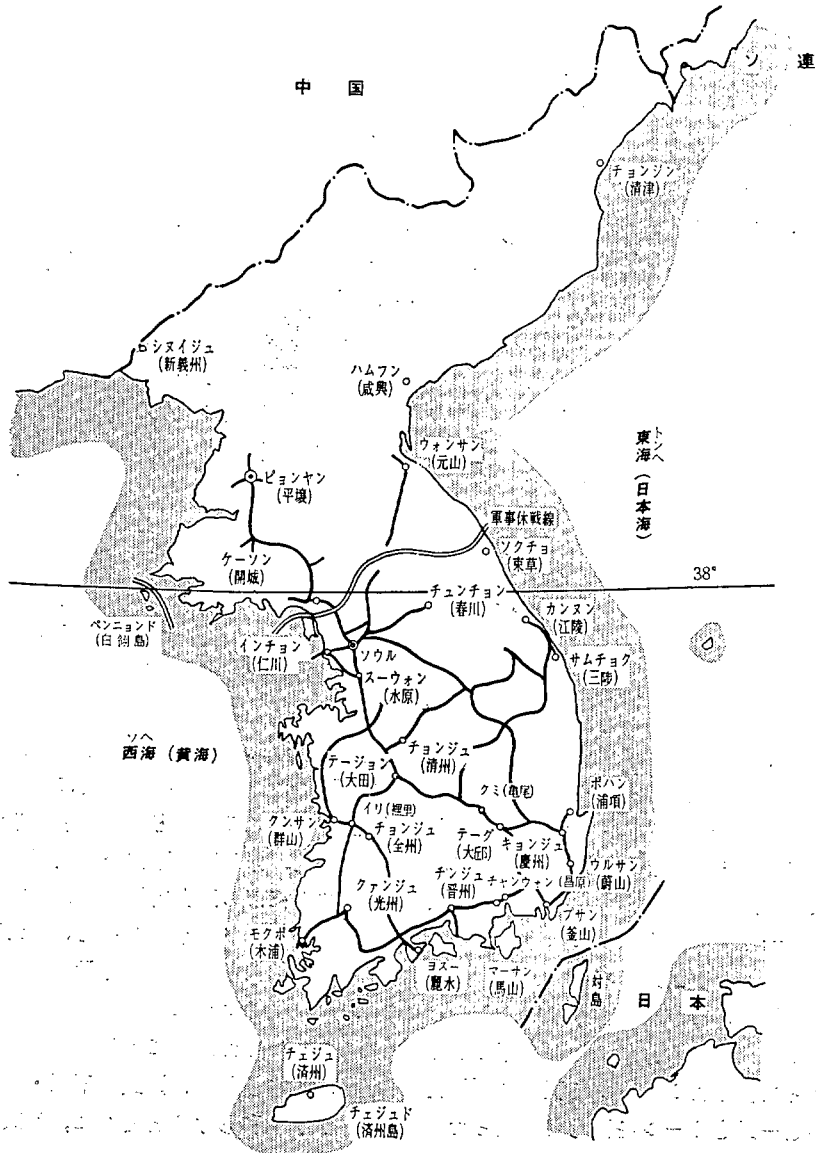 中国
ソ連
チョンジン
(清津)
シヌイジュ
(新義州)
ハムフン
(咸興)
ウォンサン
(元山)
トンヘ
東海(日本海)
ピョンヤン
(平壌)
軍事休戦線
ソクチョ
(束草)
ケーソン
(開城)
38°
チュンチョン
(春川)
カンヌン
(江陵)
ペンニョンド
(白翎島)
インチョン
(仁川)
ソウル
サムチョク
(三陟)
スーウォン
(水原)
ソヘ
西海(黄海)
チョンジュ
(清州)
テージョン
(大田)
クミ(亀尾)
ポハン
(浦項)
イリ(裡里)
クンサン
(群山)
チョンジュ
(全州)
テーグ
(大邱)
キョンジュ
(慶州)
ウルサン
(蔚山)
チンジュ
(晋州)
チャンウォン(昌原)
クァンジュ
(光州)
プサン
(釜山)
モクポ
(木浦)
ヨスー
(麗水)
マーサン
(馬山)
対島
日本
チェジュ
(済州)
チェジュド
(済州島)